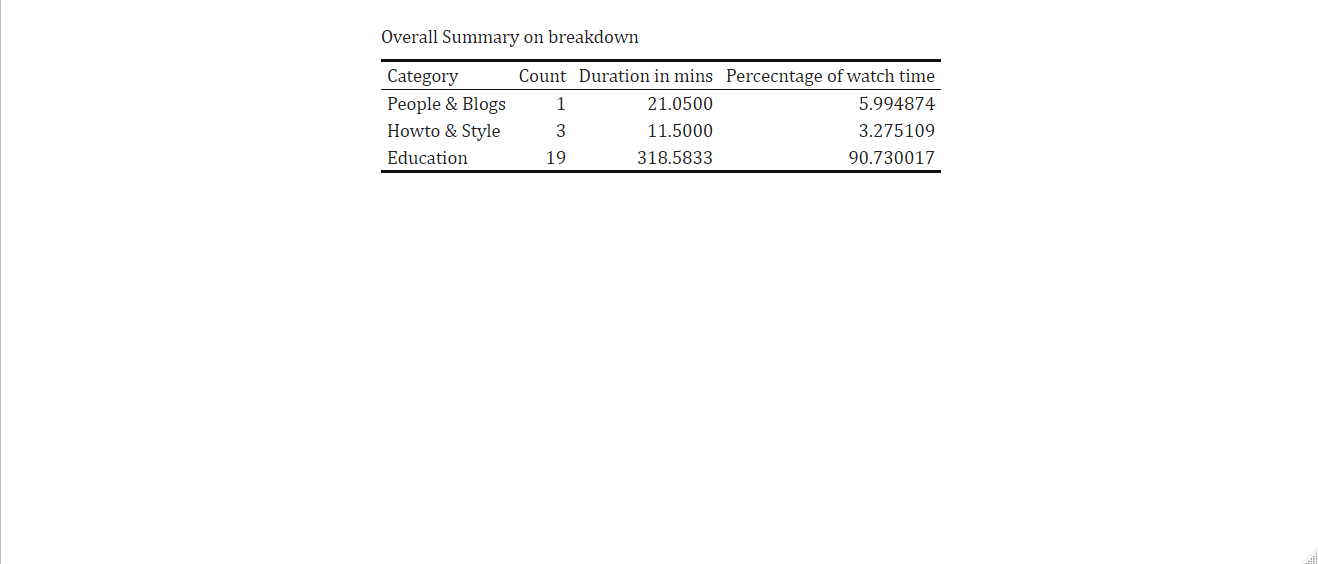 Overall Summary on breakdown
Category Count Duration in mins Percecntage of watch time
People & Blogs 1 21.0500 5.994874
Howto & Style 3 11.5000 3.275109
Education 19 318.5833 90.730017